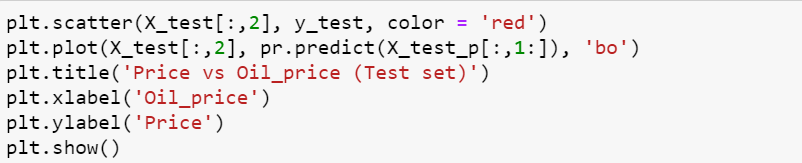 plt.scatter(X_test[:,2], y_test, color = 'red')
plt.plot(X_test[:,2], pr.predict(X_test_p[:,1:]), 'bo')
plt.title('Price vs Oil_price (Test set)')
plt.xlabel('Oil_price')
plt.ylabel('Price')
plt.show()